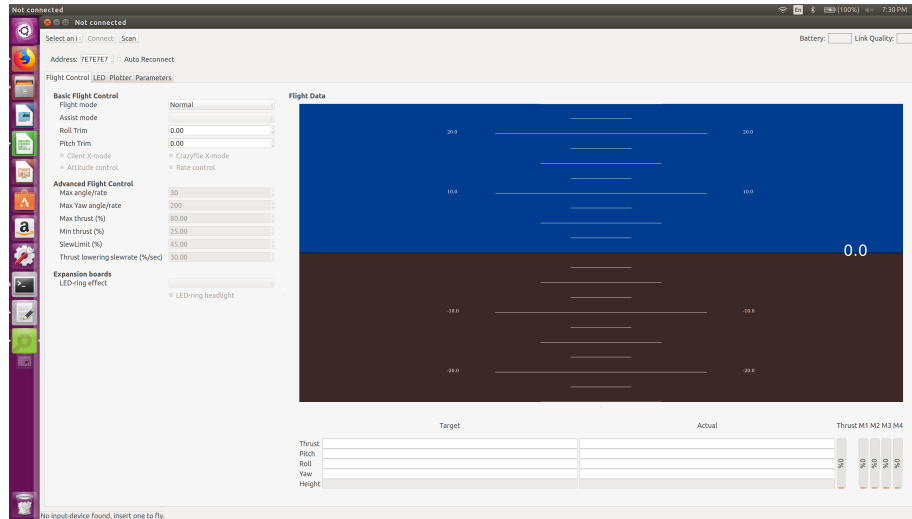 Not connected
En (100%) 7:30 PM
Not connected
Select an i Connect Scan
Battery: Link Quality:
Address: 7E7E7E7 Auto Reconnect
Flight Control LED Plotter Parameters
Basic Flight Control
Flight mode Normal
Assist mode
Roll Trim 0.00
Pitch Trim 0.00
Client X-mode Crazyflie X-mode
Attitude control Rate control
Advanced Flight Control
Max angle/rate 30
Max Yaw angle/rate 200
Max thrust (%) 80.00
Min thrust (%) 25.00
SlewLimit (%) 45.00
Thrust lowering slewrate (%/sec) 30.00
Expansion boards
LED-ring effect
LED-ring headlight
Flight Data
20.0 20.0
10.0 10.0
0.0
-10.0 -10.0
-20.0 -20.0
Target Actual Thrust M1 M2 M3 M4
Thrust
Pitch
Roll
Yaw
Height
0% 0% 0% 0% 0%
No input-device found, insert one to fly.